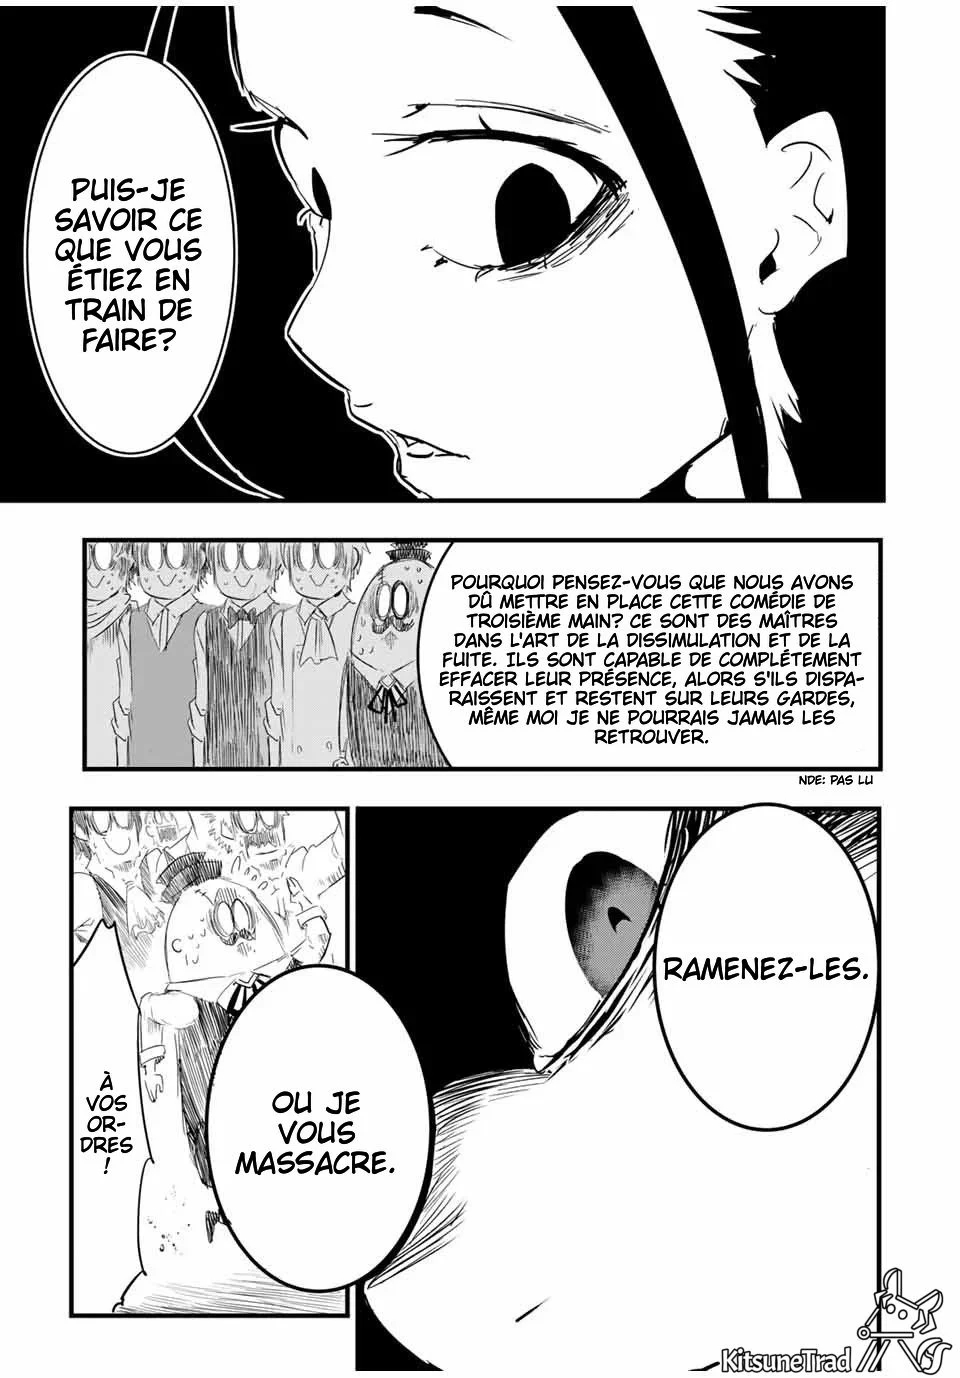 PUIS-JE
SAVOIR CE
QUE VOUS
ÉTIEZ EN
TRAIN DE
FAIRE?
POURQUOI PENSEZ-VOUS QUE NOUS AVONS
DÛ METTRE EN PLACE CETTE COMÉDIE DE
TROISIÈME MAIN? CE SONT DES MAÎTRES
DANS L'ART DE LA DISSIMULATION ET DE LA
FUITE. ILS SONT CAPABLE DE COMPLÉTEMENT
EFFACER LEUR PRÉSENCE, ALORS S'ILS DISPA-
RAISSENT ET RESTENT SUR LEURS GARDES,
MÊME MOI JE NE POURRAIS JAMAIS LES
RETROUVER.
NDE: PAS LU
RAMENEZ-LES.
OU JE
VOUS
MASSACRE.
À
VOS
OR-
DRES
!
KitsuneTrad